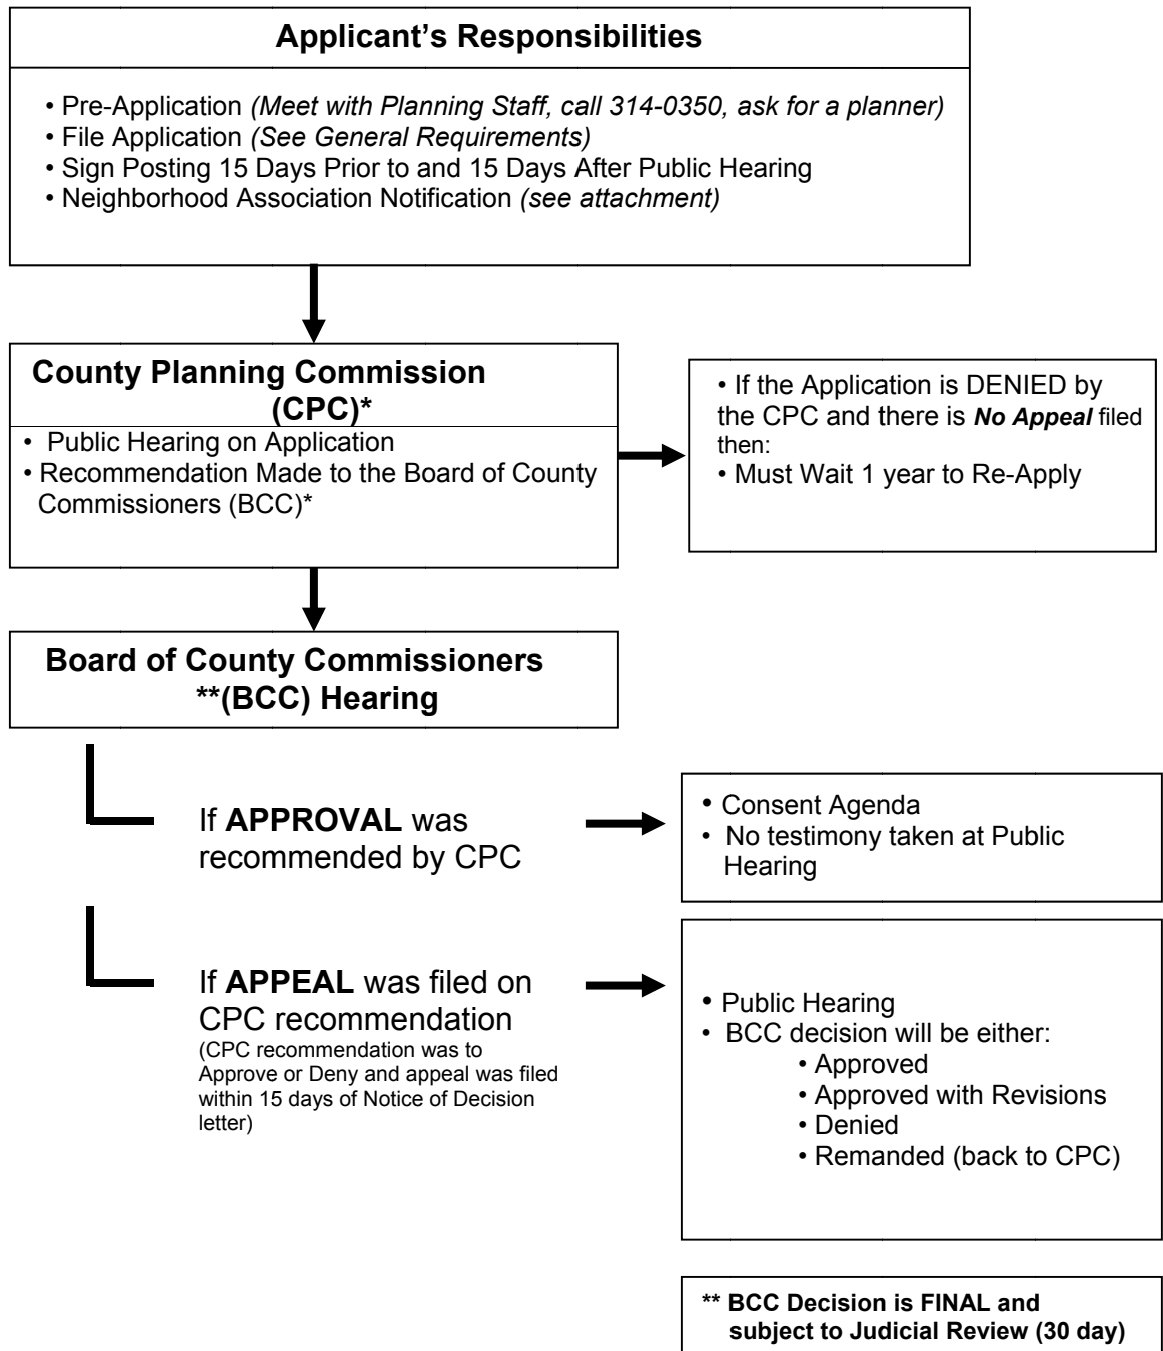 Applicant’s Responsibilities
• Pre-Application (Meet with Planning Staff, call 314-0350, ask for a planner)
• File Application (See General Requirements)
• Sign Posting 15 Days Prior to and 15 Days After Public Hearing
• Neighborhood Association Notification (see attachment)
County Planning Commission
(CPC)*
• Public Hearing on Application
• Recommendation Made to the Board of County
Commissioners (BCC)*
• If the Application is DENIED by
the CPC and there is No Appeal filed
then:
• Must Wait 1 year to Re-Apply
Board of County Commissioners
**(BCC) Hearing
If APPROVAL was
recommended by CPC
• Consent Agenda
• No testimony taken at Public
Hearing
If APPEAL was filed on
CPC recommendation
(CPC recommendation was to
Approve or Deny and appeal was filed
within 15 days of Notice of Decision
letter)
• Public Hearing
• BCC decision will be either:
• Approved
• Approved with Revisions
• Denied
• Remanded (back to CPC)
** BCC Decision is FINAL and
subject to Judicial Review (30 day)